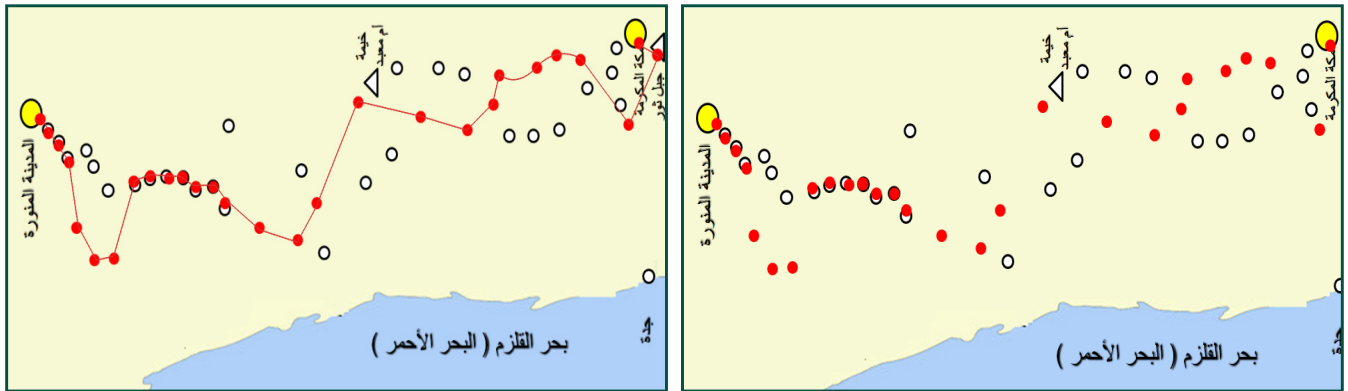 المدينة المنورة
خيمة
أم معبد
مكة المكرمة
جبل ثور
جدة
بحر القلزم ( البحر الأحمر )
المدينة المنورة
خيمة
أم معبد
مكة المكرمة
جدة
بحر القلزم ( البحر الأحمر )